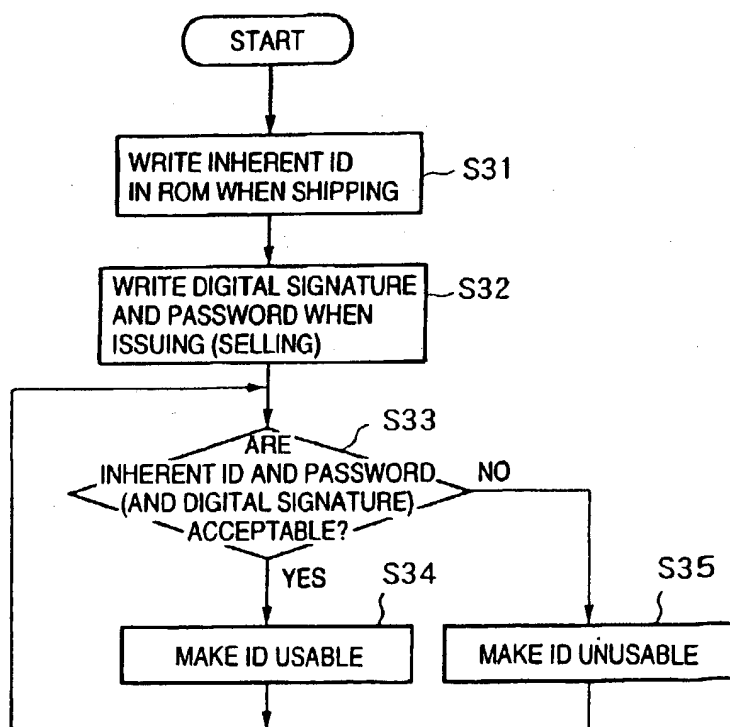 START
WRITE INHERENT ID
IN ROM WHEN SHIPPING
S31
WRITE DIGITAL SIGNATURE
AND PASSWORD WHEN
ISSUING (SELLING)
S32
S33
ARE
INHERENT ID AND PASSWORD
(AND DIGITAL SIGNATURE)
ACCEPTABLE?
NO
YES
S34
S35
MAKE ID USABLE
MAKE ID UNUSABLE